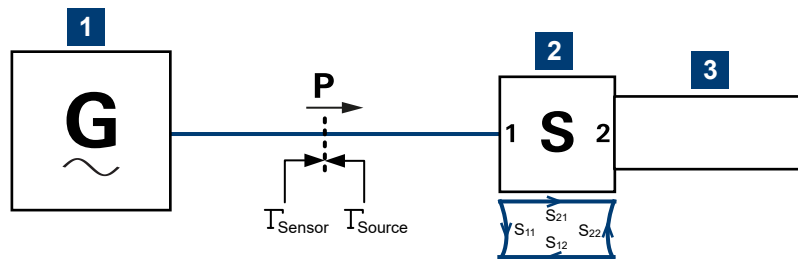 1
2
3
G
P
1 S 2
ΓSensor ΓSource
S21
S11
S22
S12